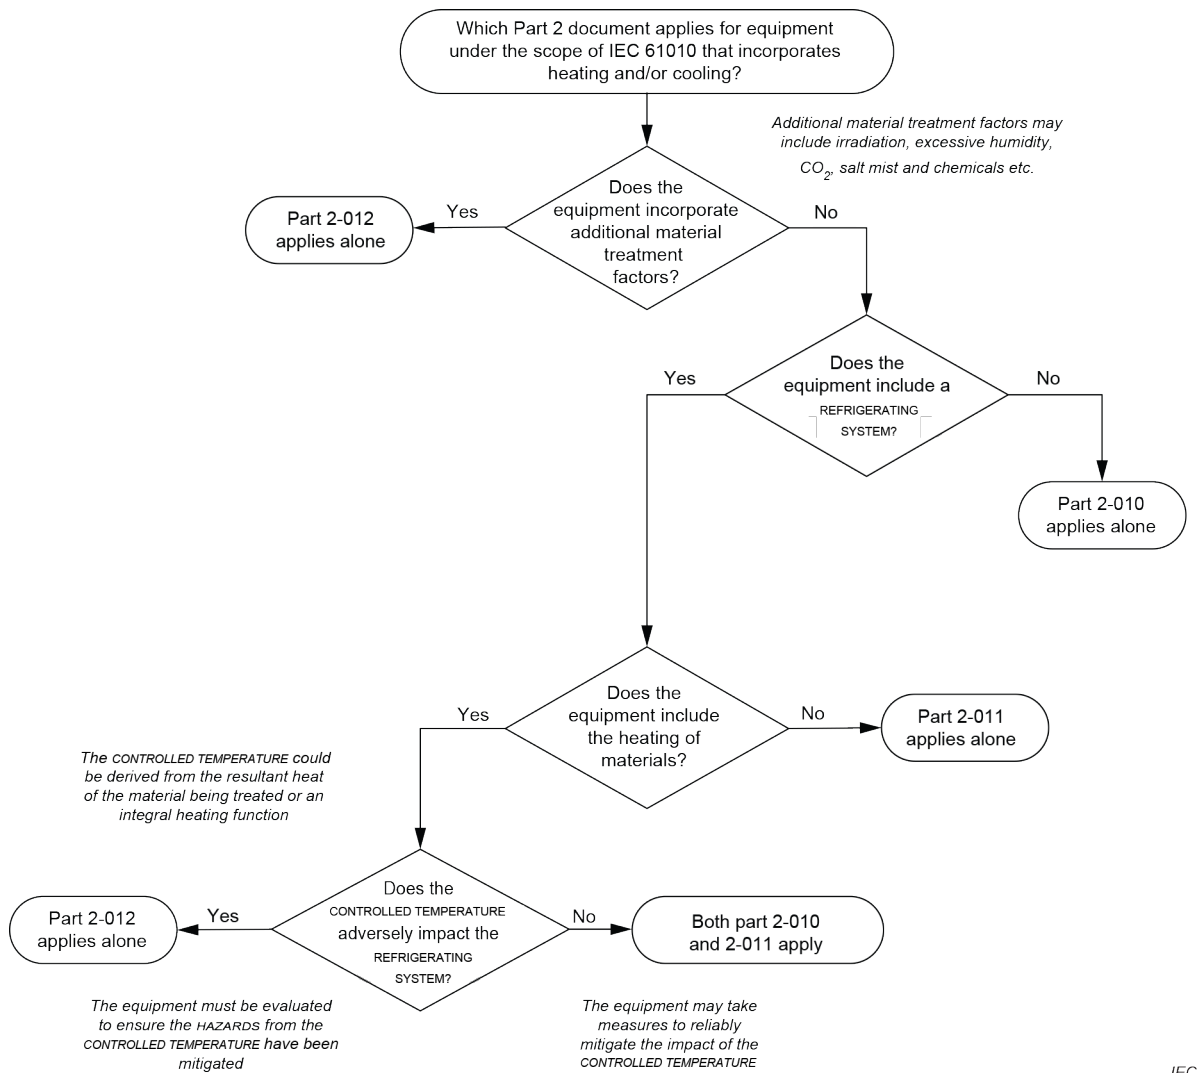 Which Part 2 document applies for equipment
under the scope of IEC 61010 that incorporates
heating and/or cooling?
Additional material treatment factors may
include irradiation, excessive humidity,
CO2, salt mist and chemicals etc.
Does the
equipment incorporate
additional material
treatment
factors?
Yes
No
Part 2-012
applies alone
Does the
equipment include a
REFRIGERATING
SYSTEM?
Yes
No
Part 2-010
applies alone
Does the
equipment include
the heating of
materials?
Yes
No
Part 2-011
applies alone
The CONTROLLED TEMPERATURE could
be derived from the resultant heat
of the material being treated or an
integral heating function
Does the
CONTROLLED TEMPERATURE
adversely impact the
REFRIGERATING
SYSTEM?
Yes
No
Part 2-012
applies alone
Both part 2-010
and 2-011 apply
The equipment must be evaluated
to ensure the HAZARDS from the
CONTROLLED TEMPERATURE have been
mitigated
The equipment may take
measures to reliably
mitigate the impact of the
CONTROLLED TEMPERATURE
IEC